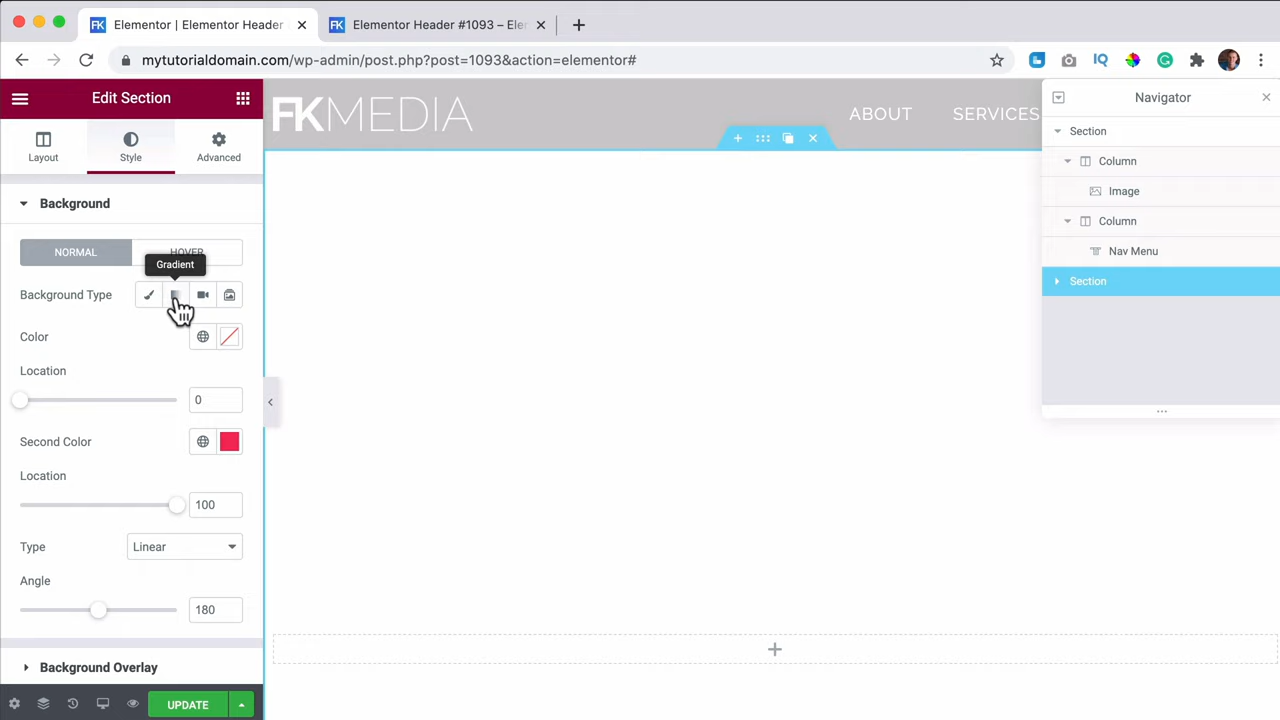 Elementor | Elementor Header
Elementor Header #1093 – Ele
mytutorialdomain.com/wp-admin/post.php?post=1093&action=elementor#
Edit Section
Layout
Style
Advanced
Background
NORMAL
HOVER
Gradient
Background Type
Color
Location
0
Second Color
Location
100
Type
Linear
Angle
180
Background Overlay
UPDATE
FKMEDIA
ABOUT
SERVICES
Navigator
Section
Column
Image
Column
Nav Menu
Section